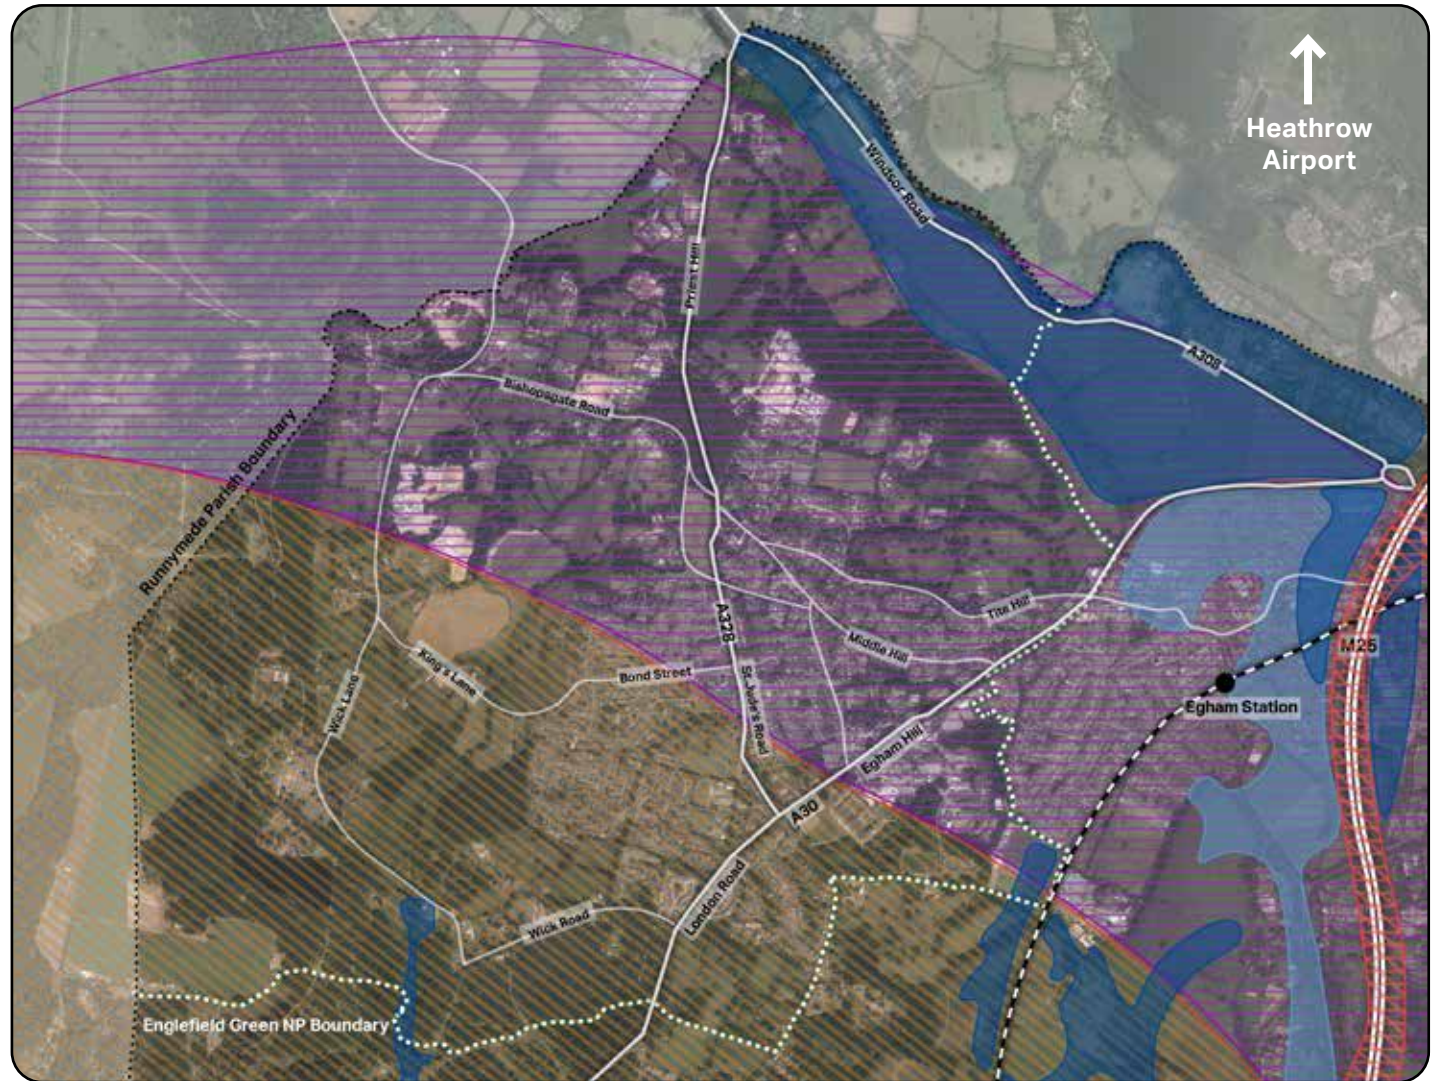 Heathrow
Airport
Windsor Road
Priest Hill
A308
Bishopsgate Road
Runnymede Parish Boundary
A328
Tite Hill
Middle Hill
M25
King's Lane
Bond Street
St. Jude's Road
Wick Lane
Egham Station
Egham Hill
A30
London Road
Wick Road
Englefield Green NP Boundary